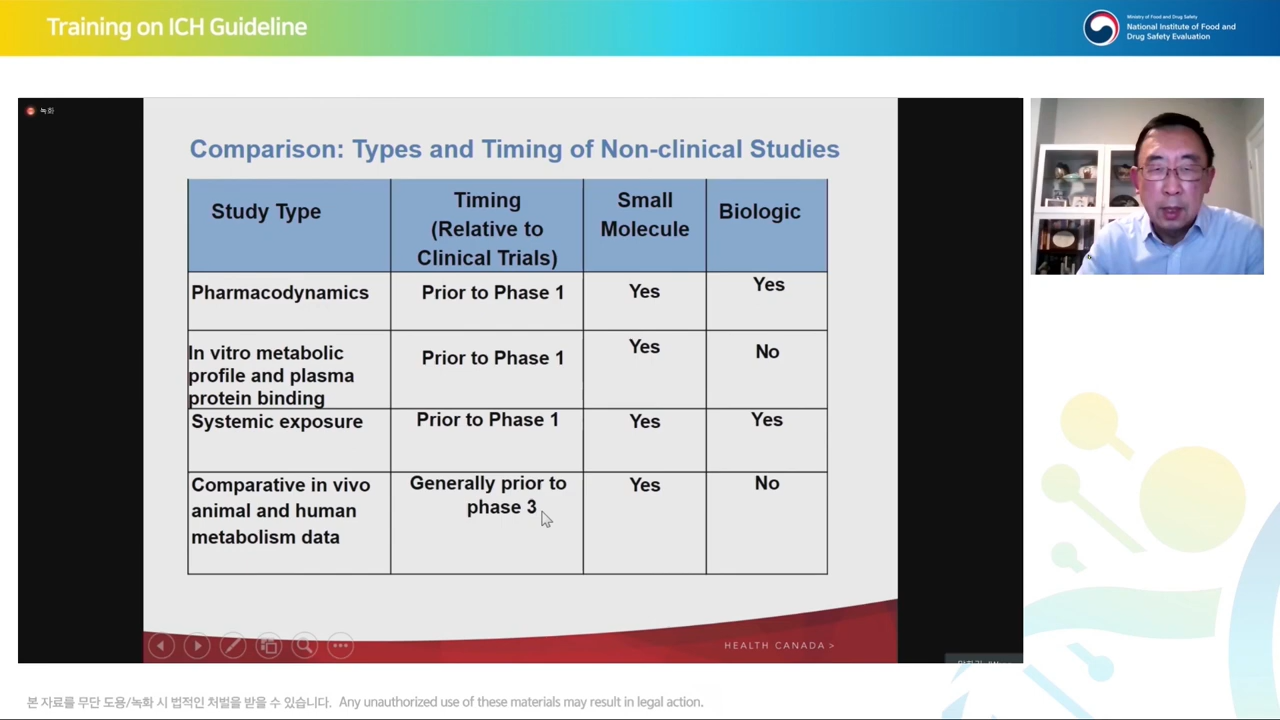 Training on ICH Guideline
Ministry of Food and Drug Safety
National Institute of Food and
Drug Safety Evaluation
녹화
Comparison: Types and Timing of Non-clinical Studies
Study Type
Timing
(Relative to
Clinical Trials)
Small
Molecule
Biologic
Pharmacodynamics
Prior to Phase 1
Yes
Yes
In vitro metabolic
profile and plasma
protein binding
Prior to Phase 1
Yes
No
Systemic exposure
Prior to Phase 1
Yes
Yes
Comparative in vivo
animal and human
metabolism data
Generally prior to
phase 3
Yes
No
HEALTH CANADA >
본 자료를 무단 도용/녹화 시 법적인 처벌을 받을 수 있습니다. Any unauthorized use of these materials may result in legal action.